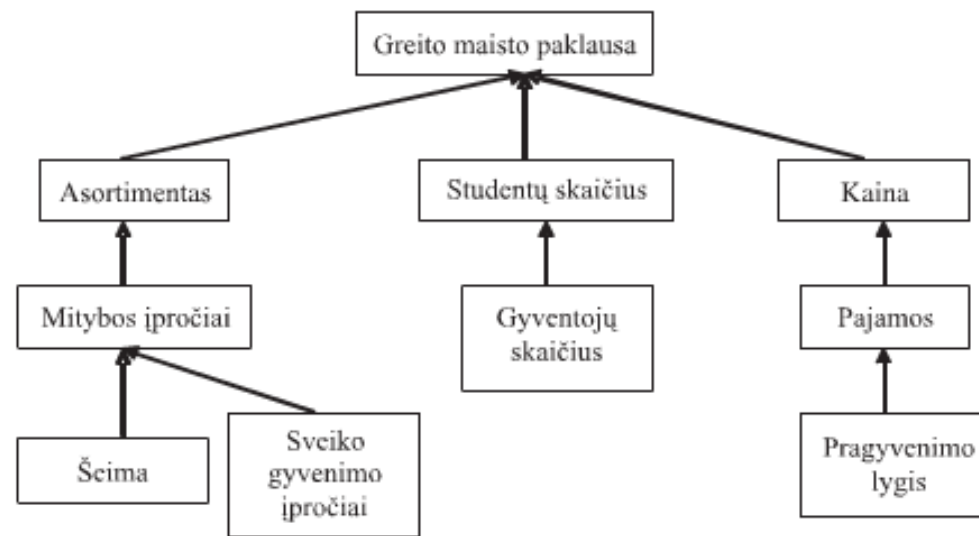 Greito maisto paklausa
Asortimentas
Studentų skaičius
Kaina
Mitybos įpročiai
Gyventojų
skaičius
Pajamos
Šeima
Sveiko
gyvenimo
įpročiai
Pragyvenimo
lygis